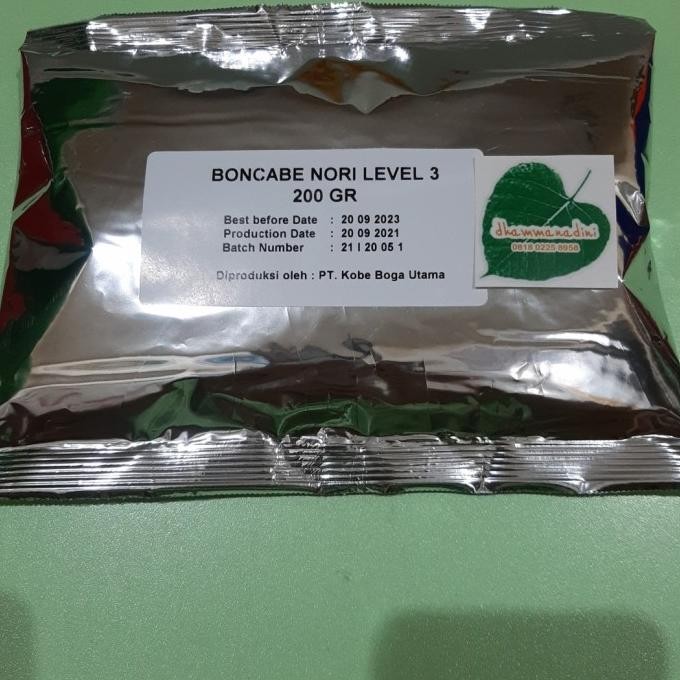 BONCABE NORI LEVEL 3
200 GR
Best before Date : 20 09 2023
Production Date : 20 09 2021
Batch Number : 21 I 20 05 1
Diproduksi oleh : PT. Kobe Boga Utama
dhammanadini
0818 0225 8958